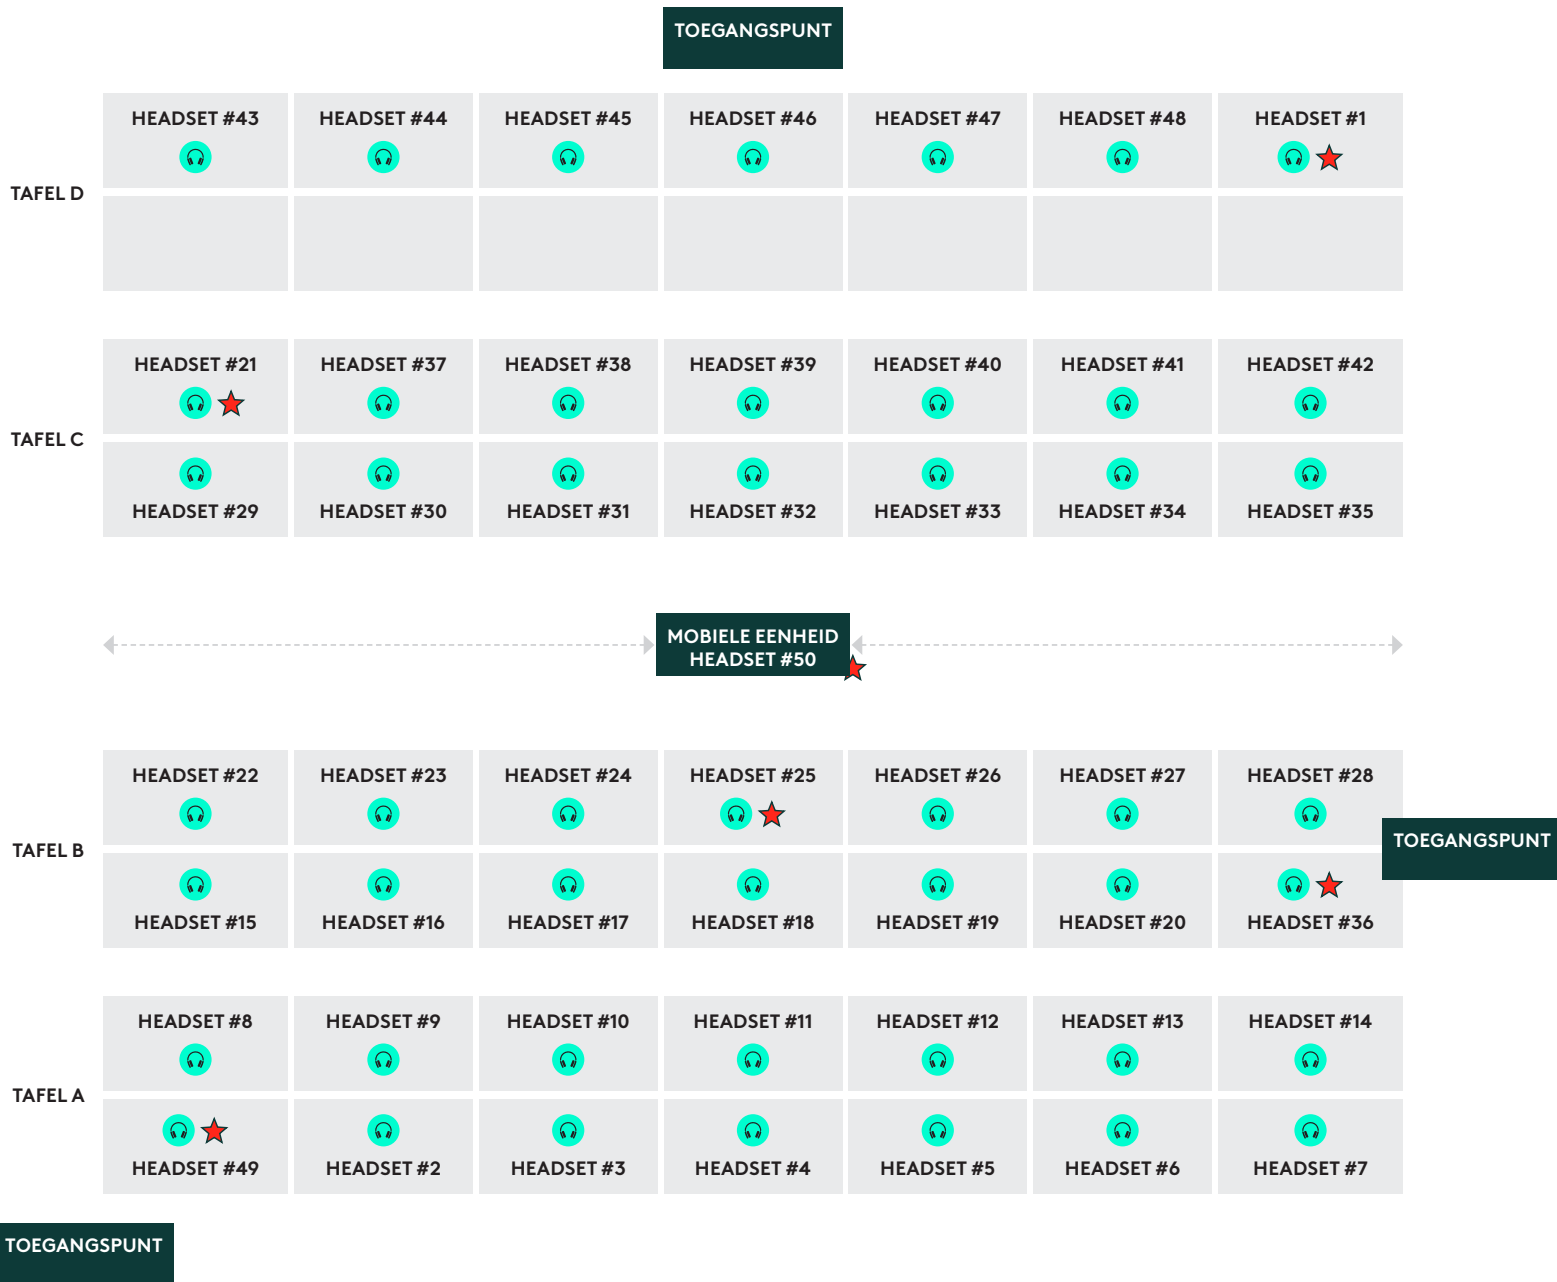 TOEGANGSPUNT
HEADSET #43 HEADSET #44 HEADSET #45 HEADSET #46 HEADSET #47 HEADSET #48 HEADSET #1
TAFEL D
HEADSET #21 HEADSET #37 HEADSET #38 HEADSET #39 HEADSET #40 HEADSET #41 HEADSET #42
TAFEL C
HEADSET #29 HEADSET #30 HEADSET #31 HEADSET #32 HEADSET #33 HEADSET #34 HEADSET #35
MOBIELE EENHEID
HEADSET #50
HEADSET #22 HEADSET #23 HEADSET #24 HEADSET #25 HEADSET #26 HEADSET #27 HEADSET #28
TOEGANGSPUNT
TAFEL B
HEADSET #15 HEADSET #16 HEADSET #17 HEADSET #18 HEADSET #19 HEADSET #20 HEADSET #36
HEADSET #8 HEADSET #9 HEADSET #10 HEADSET #11 HEADSET #12 HEADSET #13 HEADSET #14
TAFEL A
HEADSET #49 HEADSET #2 HEADSET #3 HEADSET #4 HEADSET #5 HEADSET #6 HEADSET #7
TOEGANGSPUNT